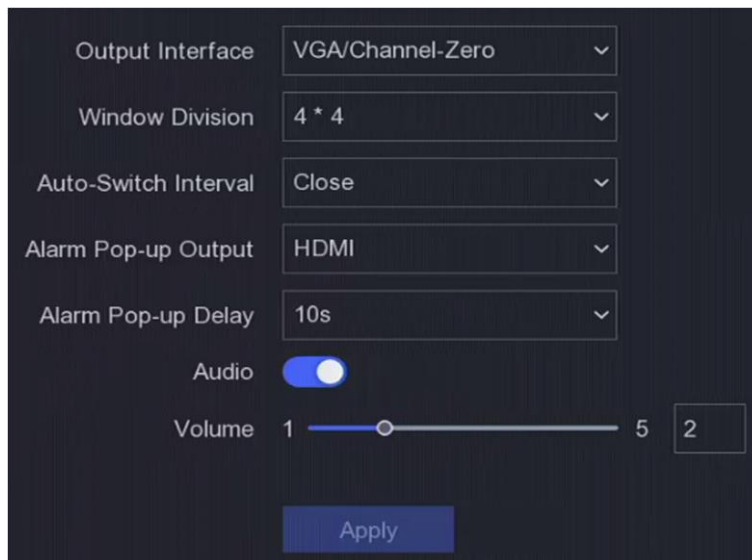 Output Interface VGA/Channel-Zero
Window Division 4 * 4
Auto-Switch Interval Close
Alarm Pop-up Output HDMI
Alarm Pop-up Delay 10s
Audio
Volume 1 5 2
Apply